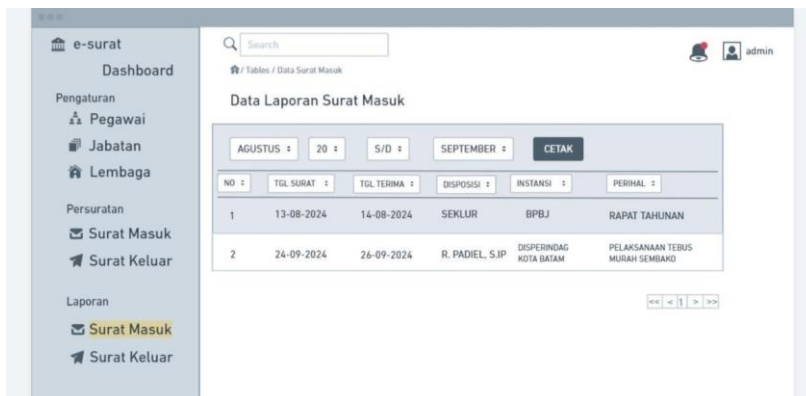 e-surat
Dashboard
Pengaturan
Pegawai
Jabatan
Lembaga
Persuratan
Surat Masuk
Surat Keluar
Laporan
Surat Masuk
Surat Keluar
Search
admin
/ Tables / Data Surat Masuk
Data Laporan Surat Masuk
AGUSTUS 20 S/D SEPTEMBER CETAK
NO TGL SURAT TGL TERIMA DISPOSISI INSTANSI PERIHAL
1 13-08-2024 14-08-2024 SEKLUR BPBJ RAPAT TAHUNAN
2 24-09-2024 26-09-2024 R. PADIEL, S.IP DISPERINDAG KOTA BATAM PELAKSANAAN TEBUS MURAH SEMBAKO
<< < 1 > >>